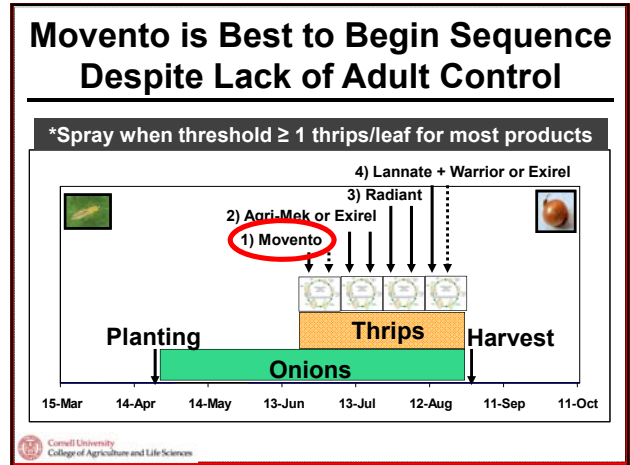 Movento is Best to Begin Sequence
Despite Lack of Adult Control
*Spray when threshold ≥ 1 thrips/leaf for most products
4) Lannate + Warrior or Exirel
3) Radiant
2) Agri-Mek or Exirel
1) Movento
Thrips
Planting
Harvest
Onions
15-Mar 14-Apr 14-May 13-Jun 13-Jul 12-Aug 11-Sep 11-Oct
Cornell University
College of Agriculture and Life Sciences